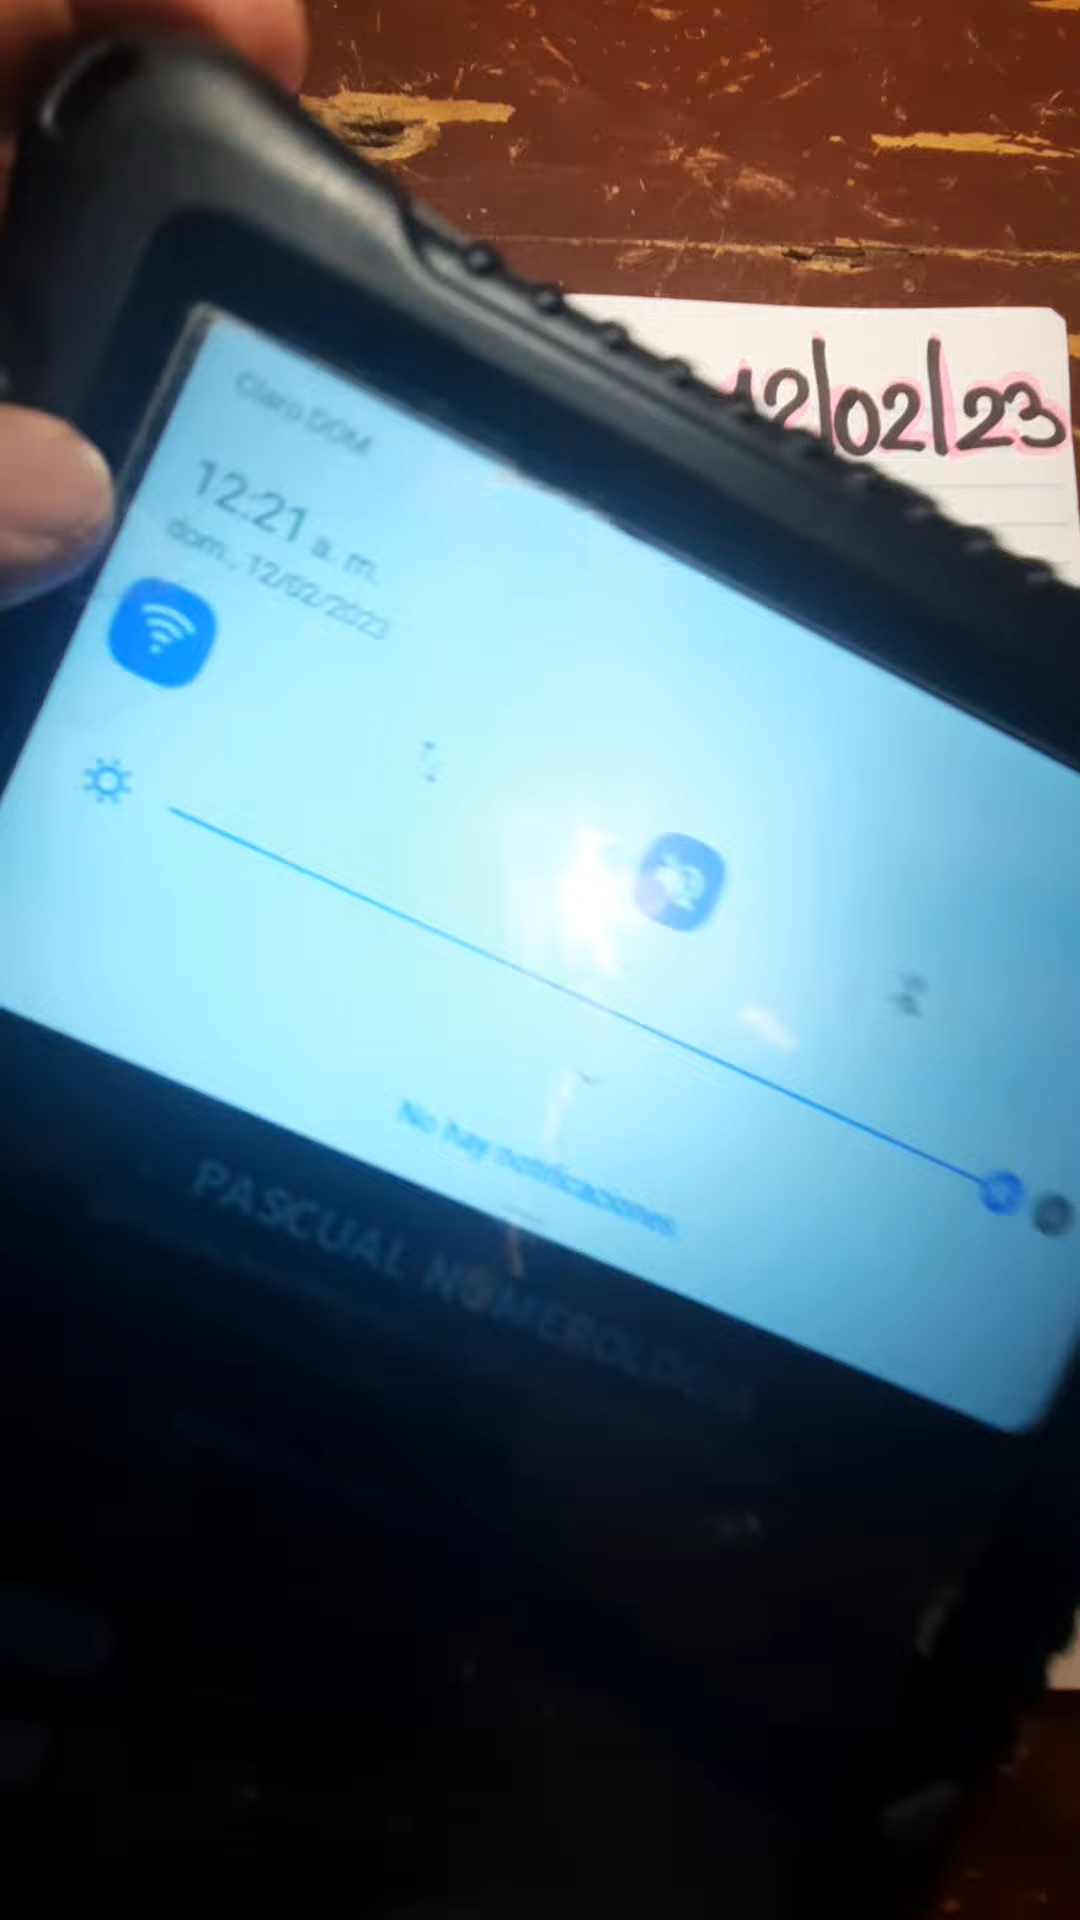 12/02/23
Claro DOM
12:21 a. m.
dom., 12/02/2023
No hay notificaciones
PASCUAL NUMEROLOGIA